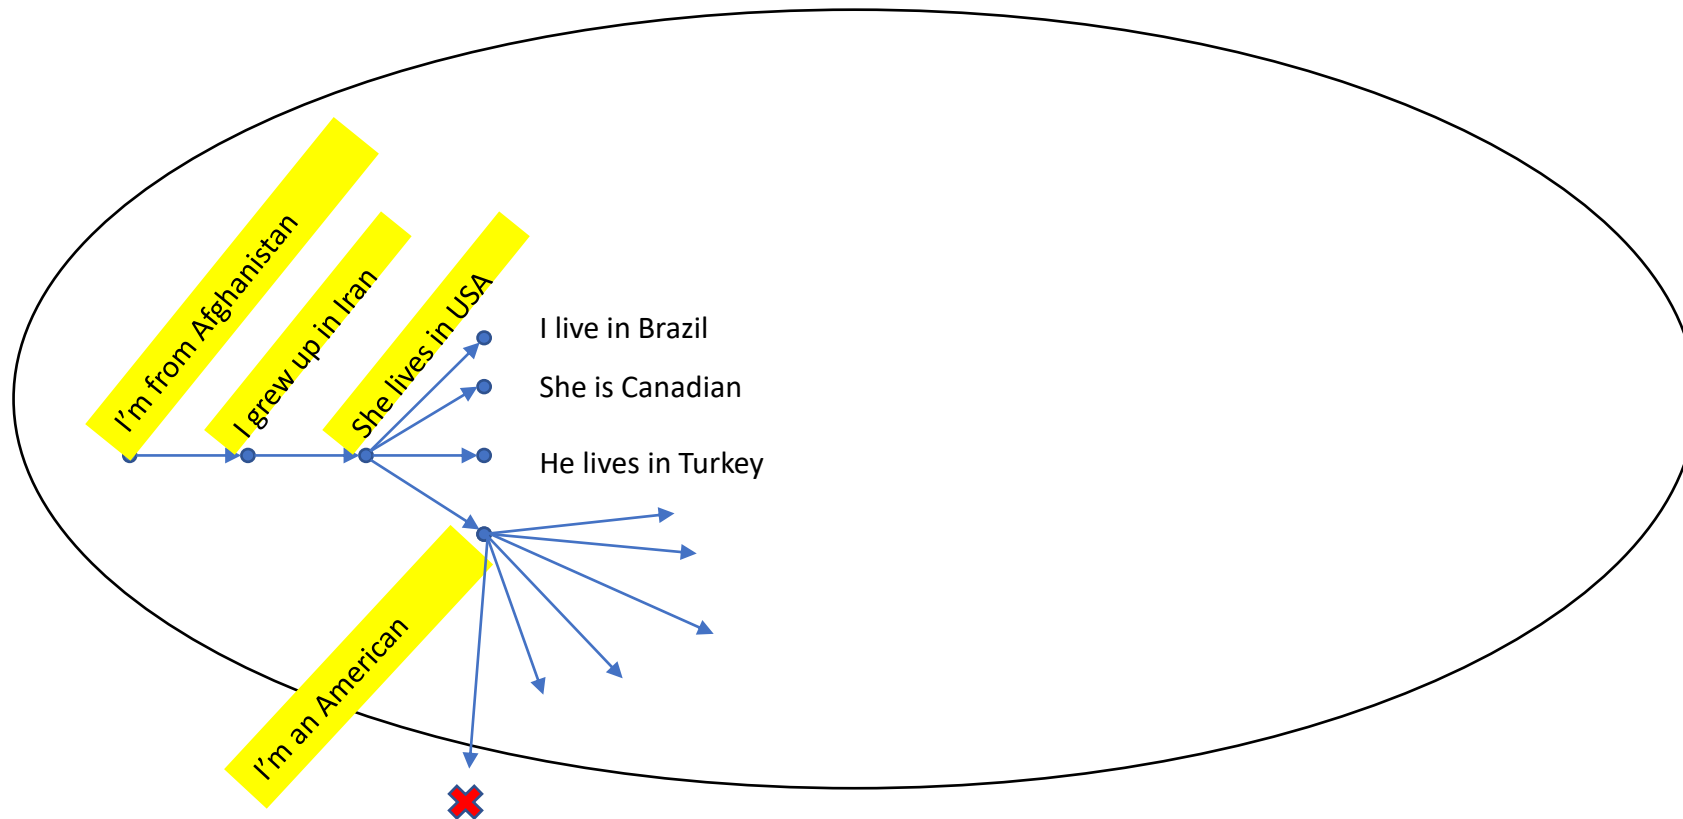 I'm from Afghanistan
I grew up in Iran
She lives in USA
I live in Brazil
She is Canadian
He lives in Turkey
I'm an American